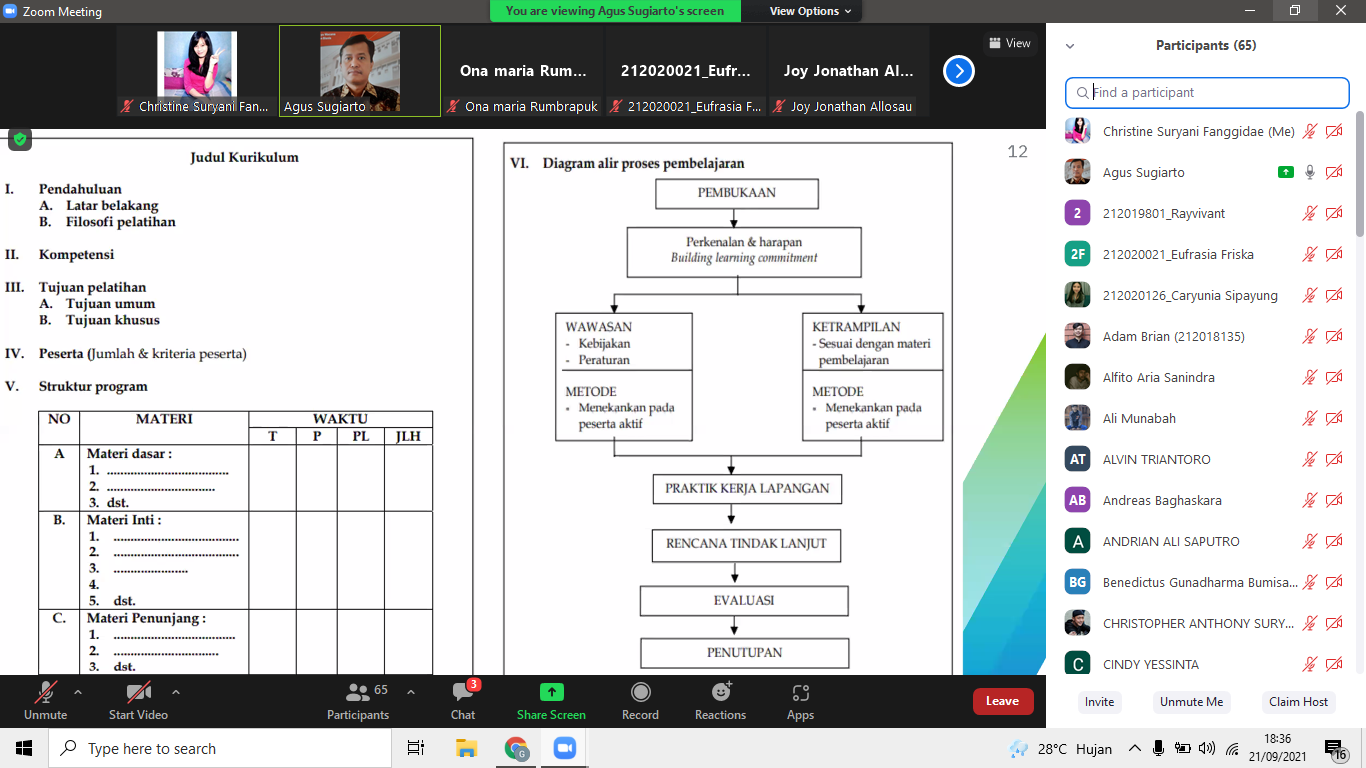 Zoom Meeting
You are viewing Agus Sugiarto's screen
View Options
View
Christine Suryani Fan...
Agus Sugiarto
Ona maria Rum...
Ona maria Rumbrapuk
212020021_Eufr...
212020021_Eufrasia F...
Joy Jonathan Al...
Joy Jonathan Allosau
Judul Kurikulum
I. Pendahuluan
A. Latar belakang
B. Filosofi pelatihan
II. Kompetensi
III. Tujuan pelatihan
A. Tujuan umum
B. Tujuan khusus
IV. Peserta (Jumlah & kriteria peserta)
V. Struktur program
NO MATERI WAKTU
T P PL JLH
A Materi dasar :
1. .....................................
2. .................................
3. dst.
B. Materi Inti :
1. ......................................
2. ......................................
3. .......................
4.
5. dst.
C. Materi Penunjang :
1. .....................................
2. ................................
3. dst.
12
VI. Diagram alir proses pembelajaran
PEMBUKAAN
Perkenalan & harapan
Building learning commitment
WAWASAN
- Kebijakan
- Peraturan
METODE
- Menekankan pada
peserta aktif
KETRAMPILAN
- Sesuai dengan materi
pembelajaran
METODE
• Menekankan pada
peserta aktif
PRAKTIK KERJA LAPANGAN
RENCANA TINDAK LANJUT
EVALUASI
PENUTUPAN
Participants (65)
Find a participant
Christine Suryani Fanggidae (Me)
Agus Sugiarto
2 212019801_Rayvivant
2F 212020021_Eufrasia Friska
212020126_Caryunia Sipayung
Adam Brian (212018135)
Alfito Aria Sanindra
Ali Munabah
AT ALVIN TRIANTORO
AB Andreas Baghaskara
A ANDRIAN ALI SAPUTRO
BG Benedictus Gunadharma Bumisa...
CHRISTOPHER ANTHONY SURY...
C CINDY YESSINTA
Invite
Unmute Me
Claim Host
Unmute
Start Video
65
Participants
3
Chat
Share Screen
Record
Reactions
Apps
Leave
Type here to search
G
28°C Hujan
18:36
21/09/2021
16